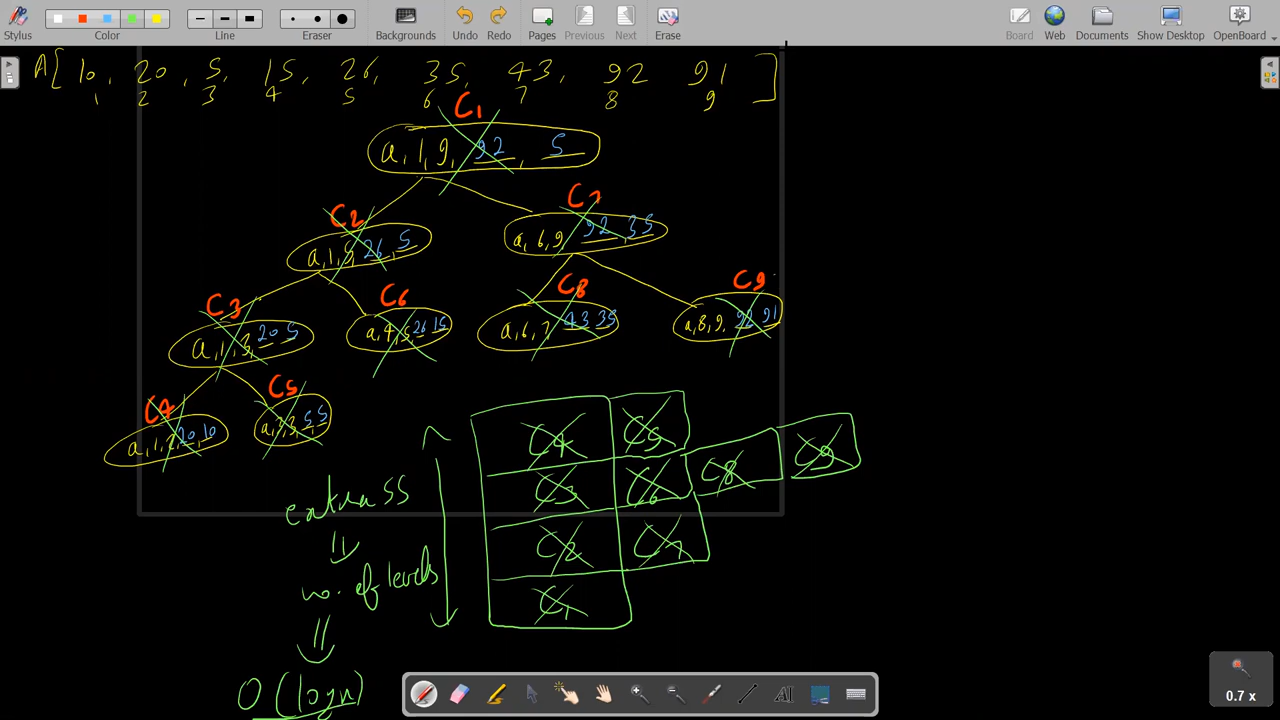 Stylus Color Line Eraser Backgrounds Undo Redo Pages Previous Next Erase Board Web Documents Show Desktop OpenBoard
A[ 10, 20, 5, 15, 26, 35, 43, 92 91 ]
1 2 3 4 5 6 7 8 9
C1
a, 1, 9, 92, 5
C2 C7
a, 1, 5, 26, 5 a, 6, 9, 92, 35
C3 C6 C8 C9
a, 1, 3, 20 5 a, 4, 5, 26 15 a, 6, 7, 43 35 a, 8, 9, 92 91
C4 C5
a, 1, 2, 20, 10 a, 3, 3, 5, 5
C4 C5
C3 C6 C8 C9
extra SS
C2 C7
no. of levels
C1
O (logn)
0.7 x